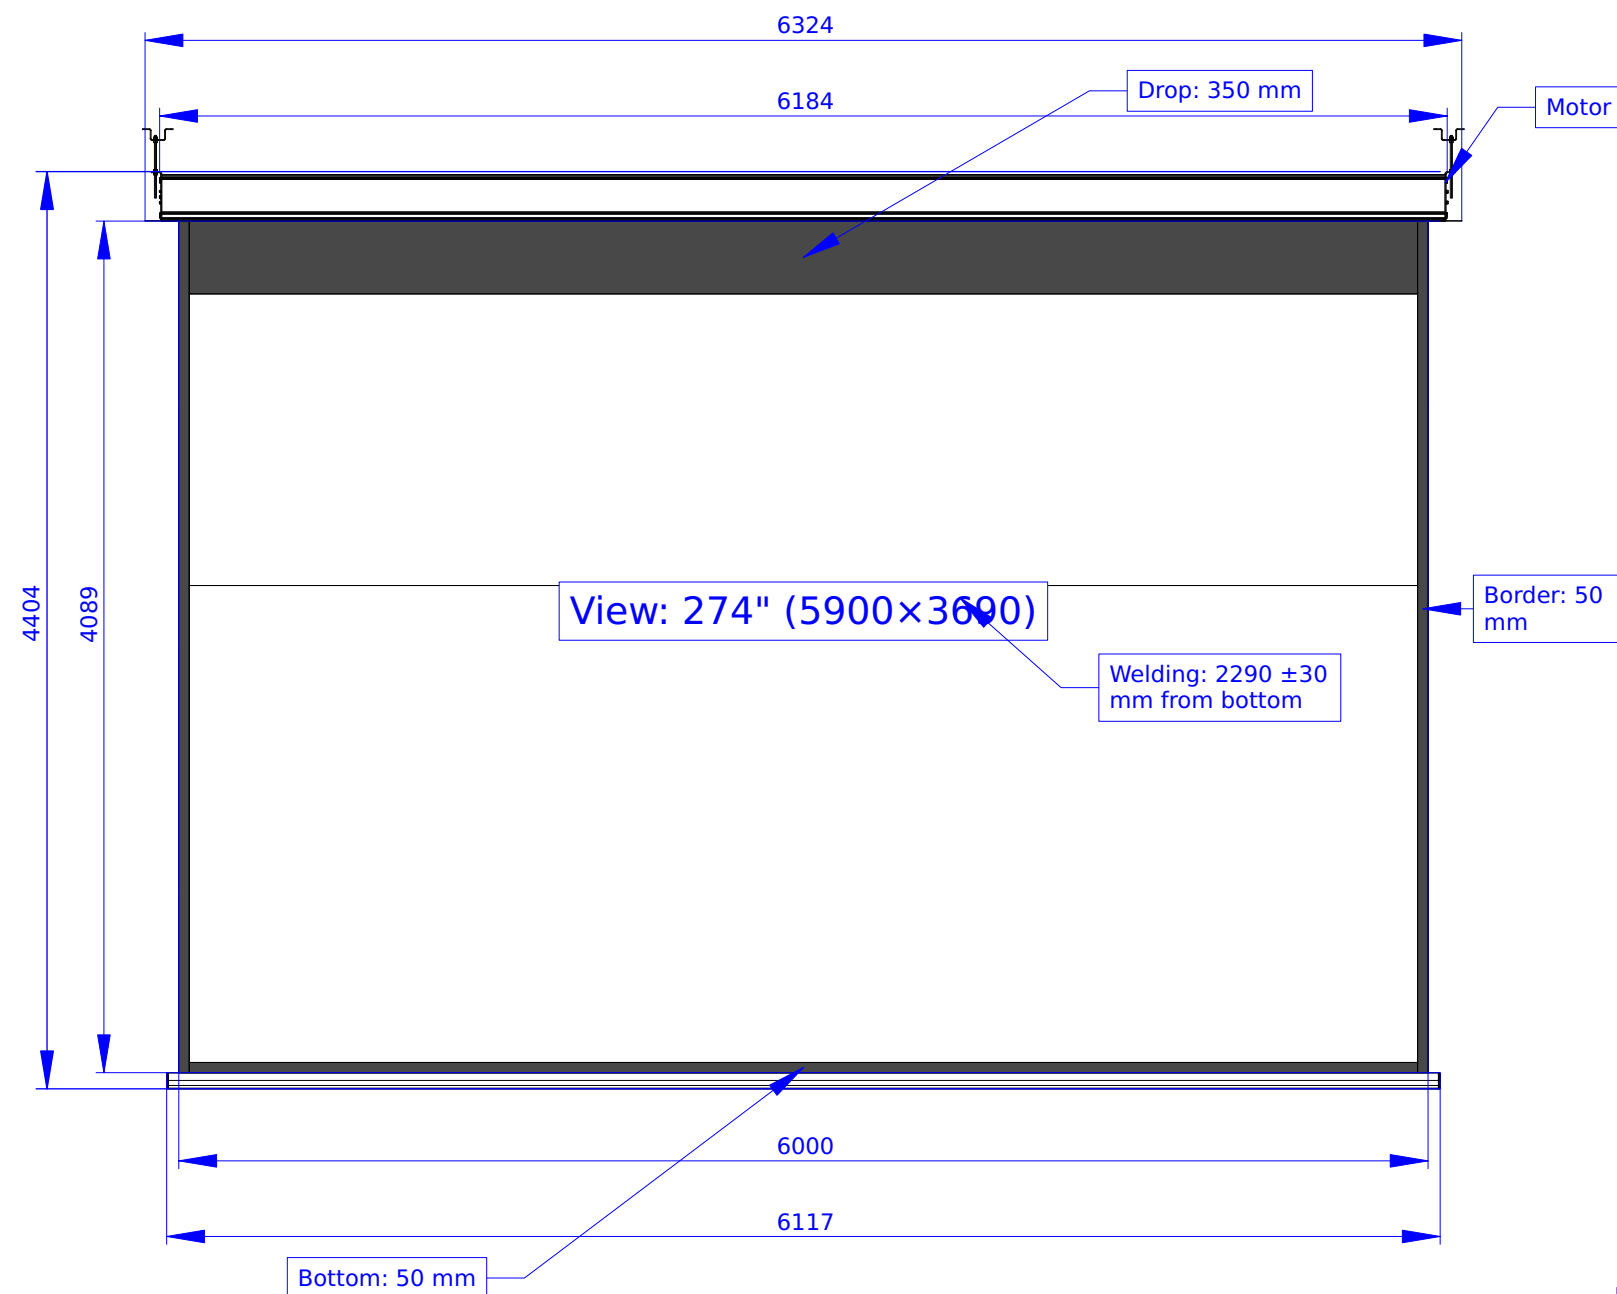 6324
Drop: 350 mm
6184
Motor
4404
4089
View: 274" (5900×3690)
Border: 50
mm
Welding: 2290 ±30
mm from bottom
6000
6117
Bottom: 50 mm